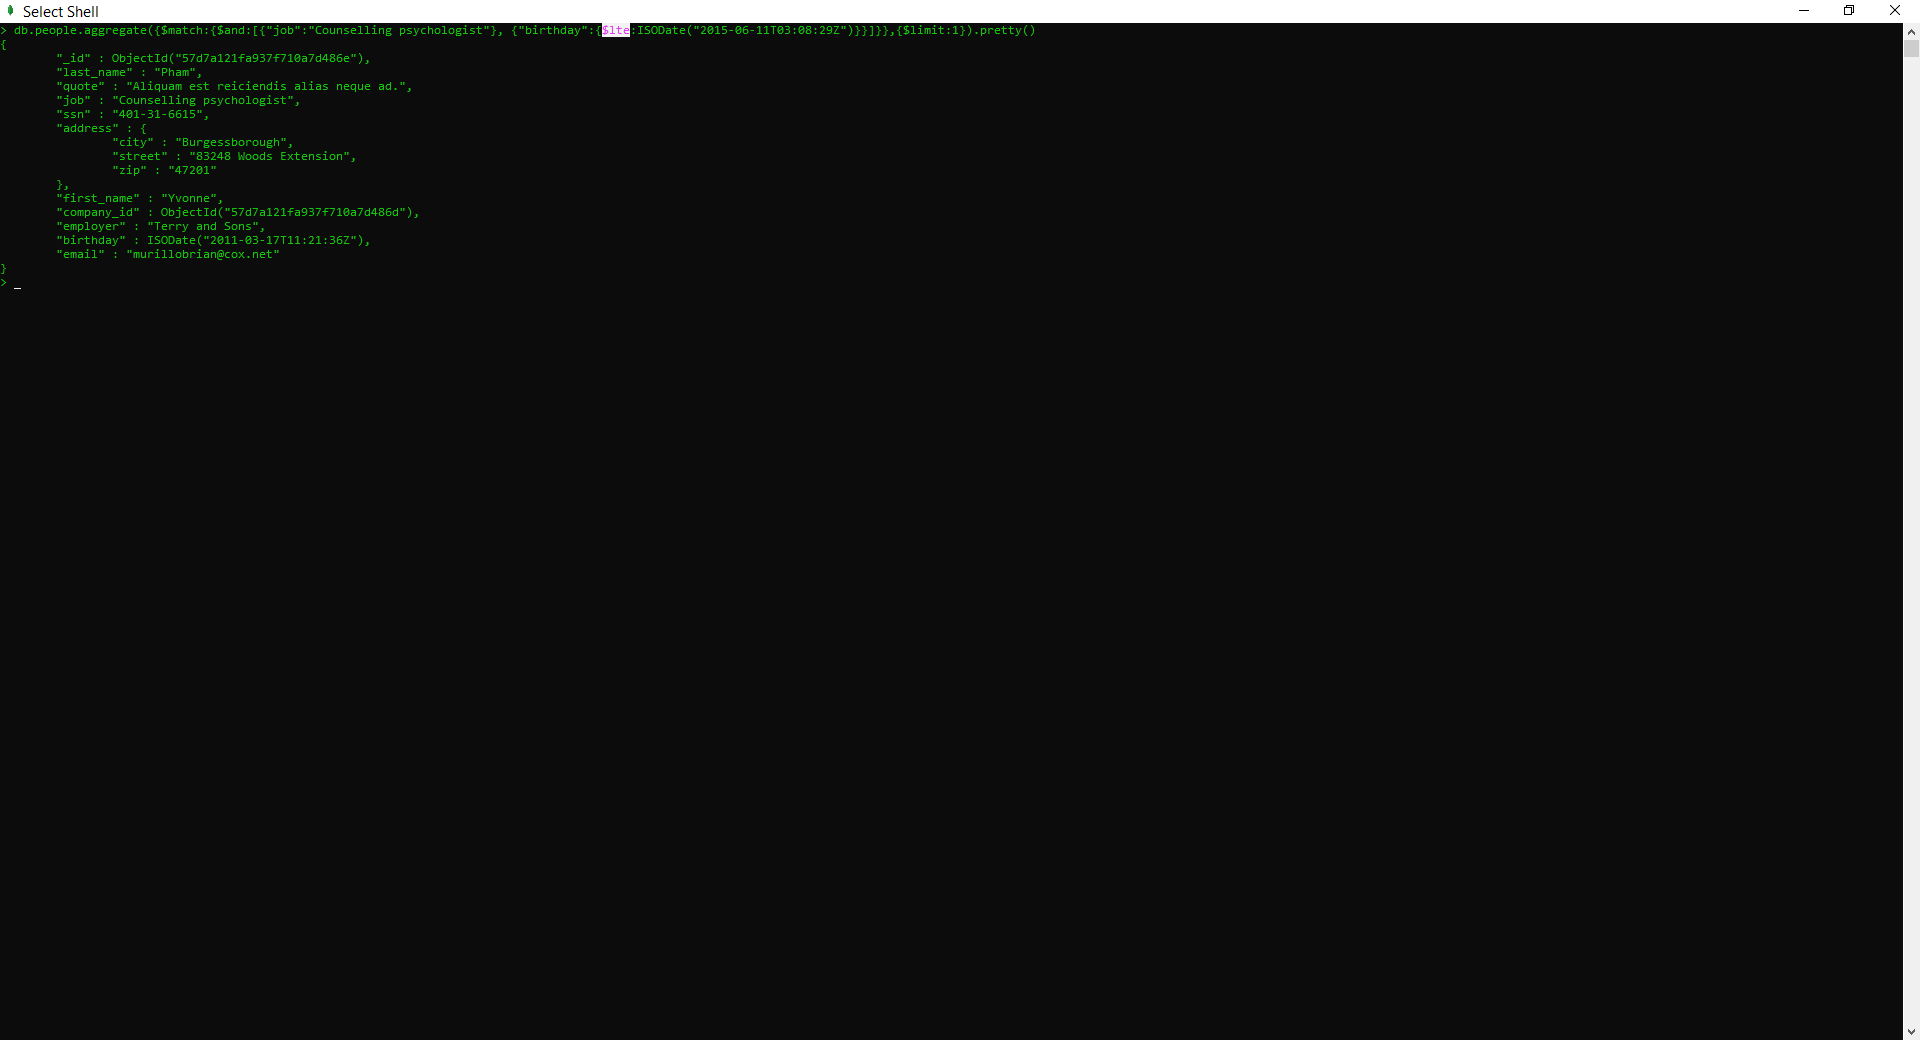 Select Shell
> db.people.aggregate({$match:{$and:[{"job":"Counselling psychologist"}, {"birthday":{$lte:ISODate("2015-06-11T03:08:29Z")}}]}},{$limit:1}).pretty()
{
        "_id" : ObjectId("57d7a121fa937f710a7d486e"),
        "last_name" : "Pham",
        "quote" : "Aliquam est reiciendis alias neque ad.",
        "job" : "Counselling psychologist",
        "ssn" : "401-31-6615",
        "address" : {
                "city" : "Burgessborough",
                "street" : "83248 Woods Extension",
                "zip" : "47201"
        },
        "first_name" : "Yvonne",
        "company_id" : ObjectId("57d7a121fa937f710a7d486d"),
        "employer" : "Terry and Sons",
        "birthday" : ISODate("2011-03-17T11:21:36Z"),
        "email" : "murillobrian@cox.net"
}
> _